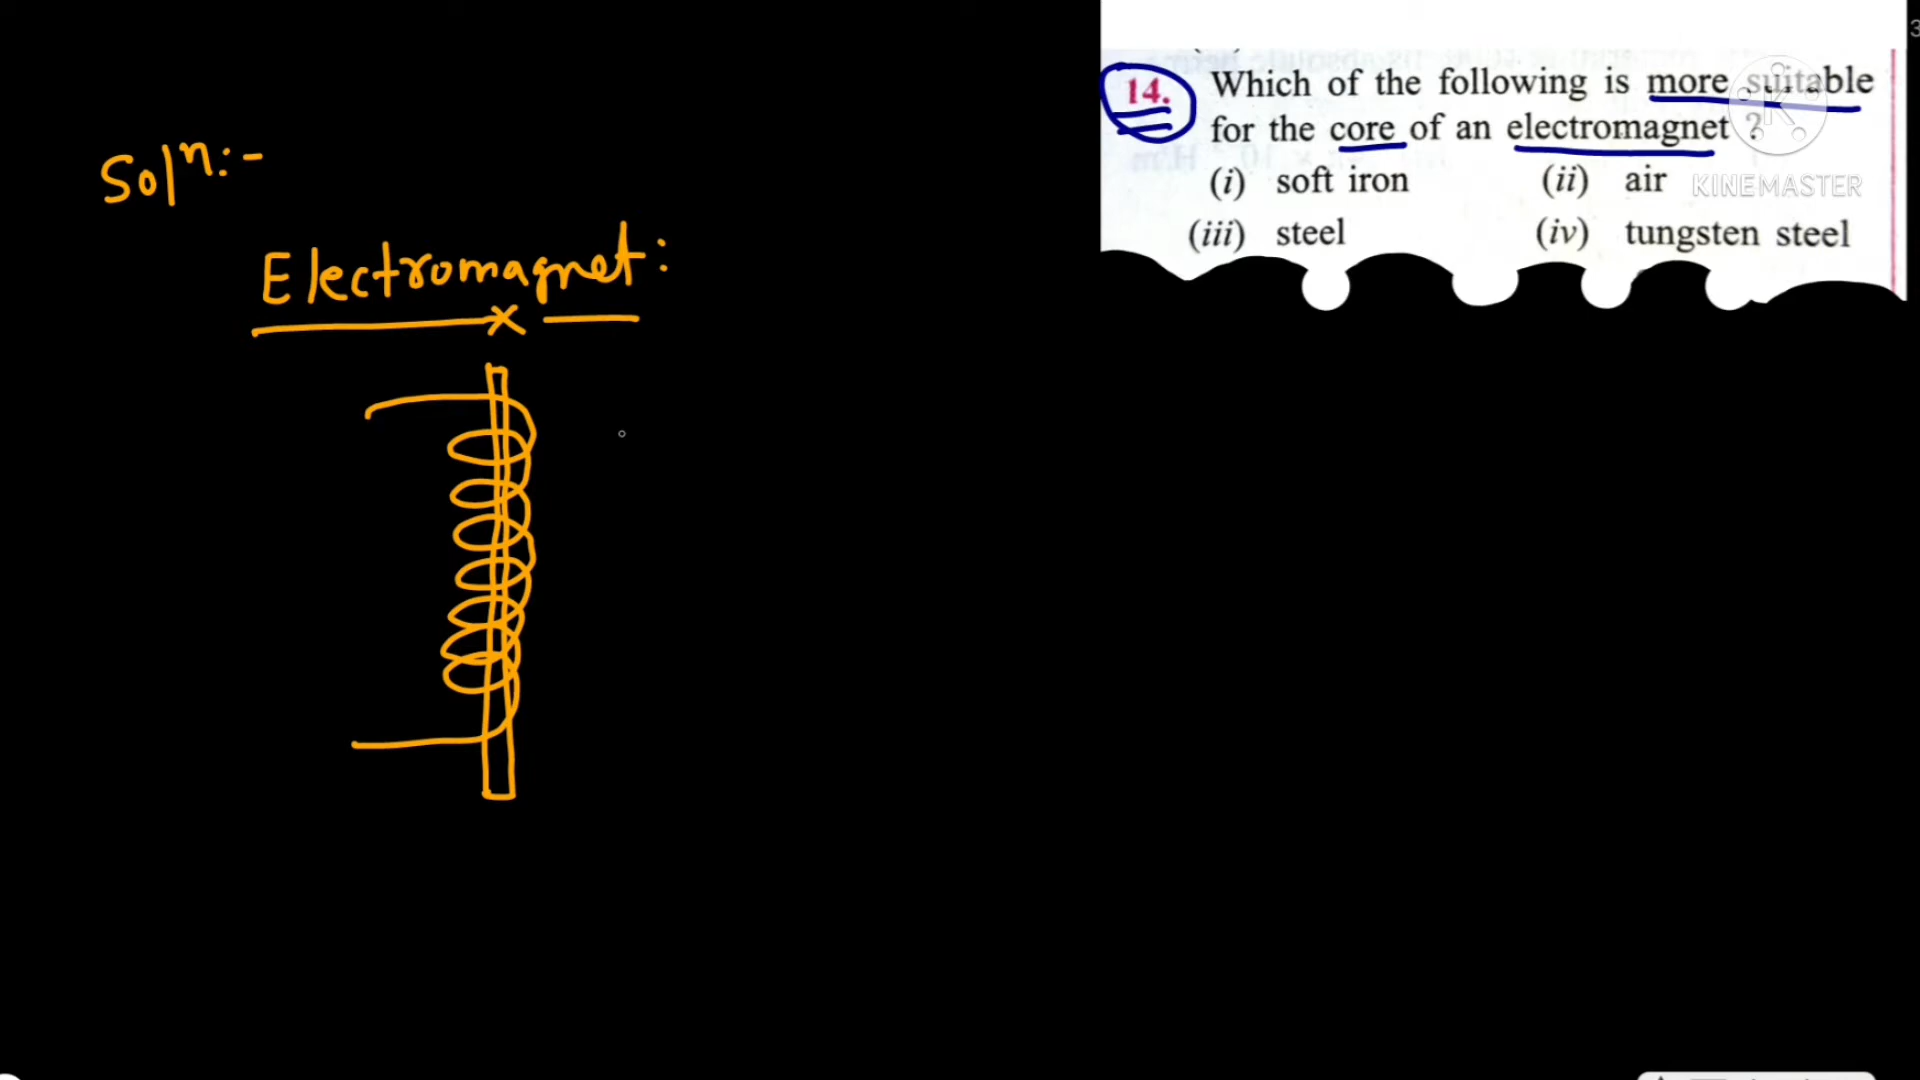 14. Which of the following is more suitable
for the core of an electromagnet ?
(i) soft iron (ii) air
(iii) steel (iv) tungsten steel
KINEMASTER
Solⁿ:-
Electromagnet: